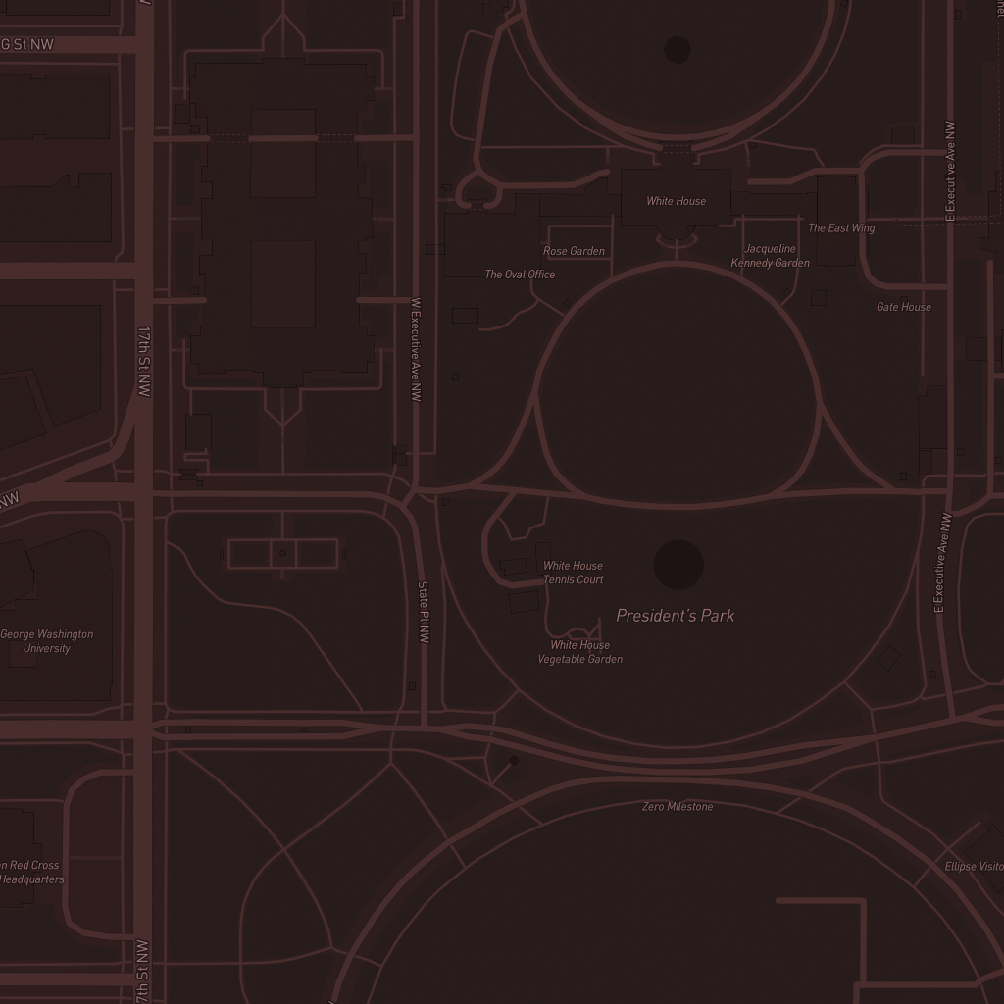 G St NW
E Executive Ave NW
White House
The East Wing
Rose Garden
Jacqueline
Kennedy Garden
The Oval Office
Gate House
W Executive Ave NW
17th St NW
NW
White House
Tennis Court
E Executive Ave NW
State Pl NW
President's Park
George Washington
University
White House
Vegetable Garden
Zero Milestone
n Red Cross
Headquarters
Ellipse Visito
7th St NW